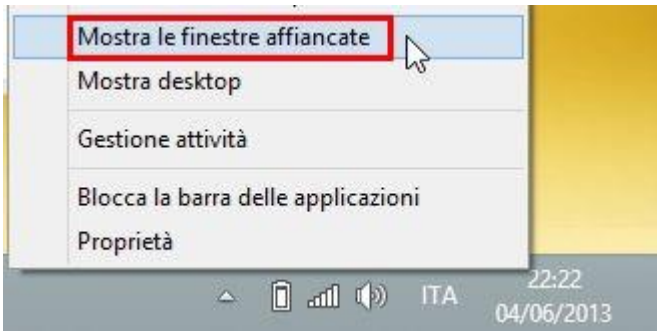 Mostra le finestre affiancate
Mostra desktop
Gestione attività
Blocca la barra delle applicazioni
Proprietà
ITA
22:22
04/06/2013